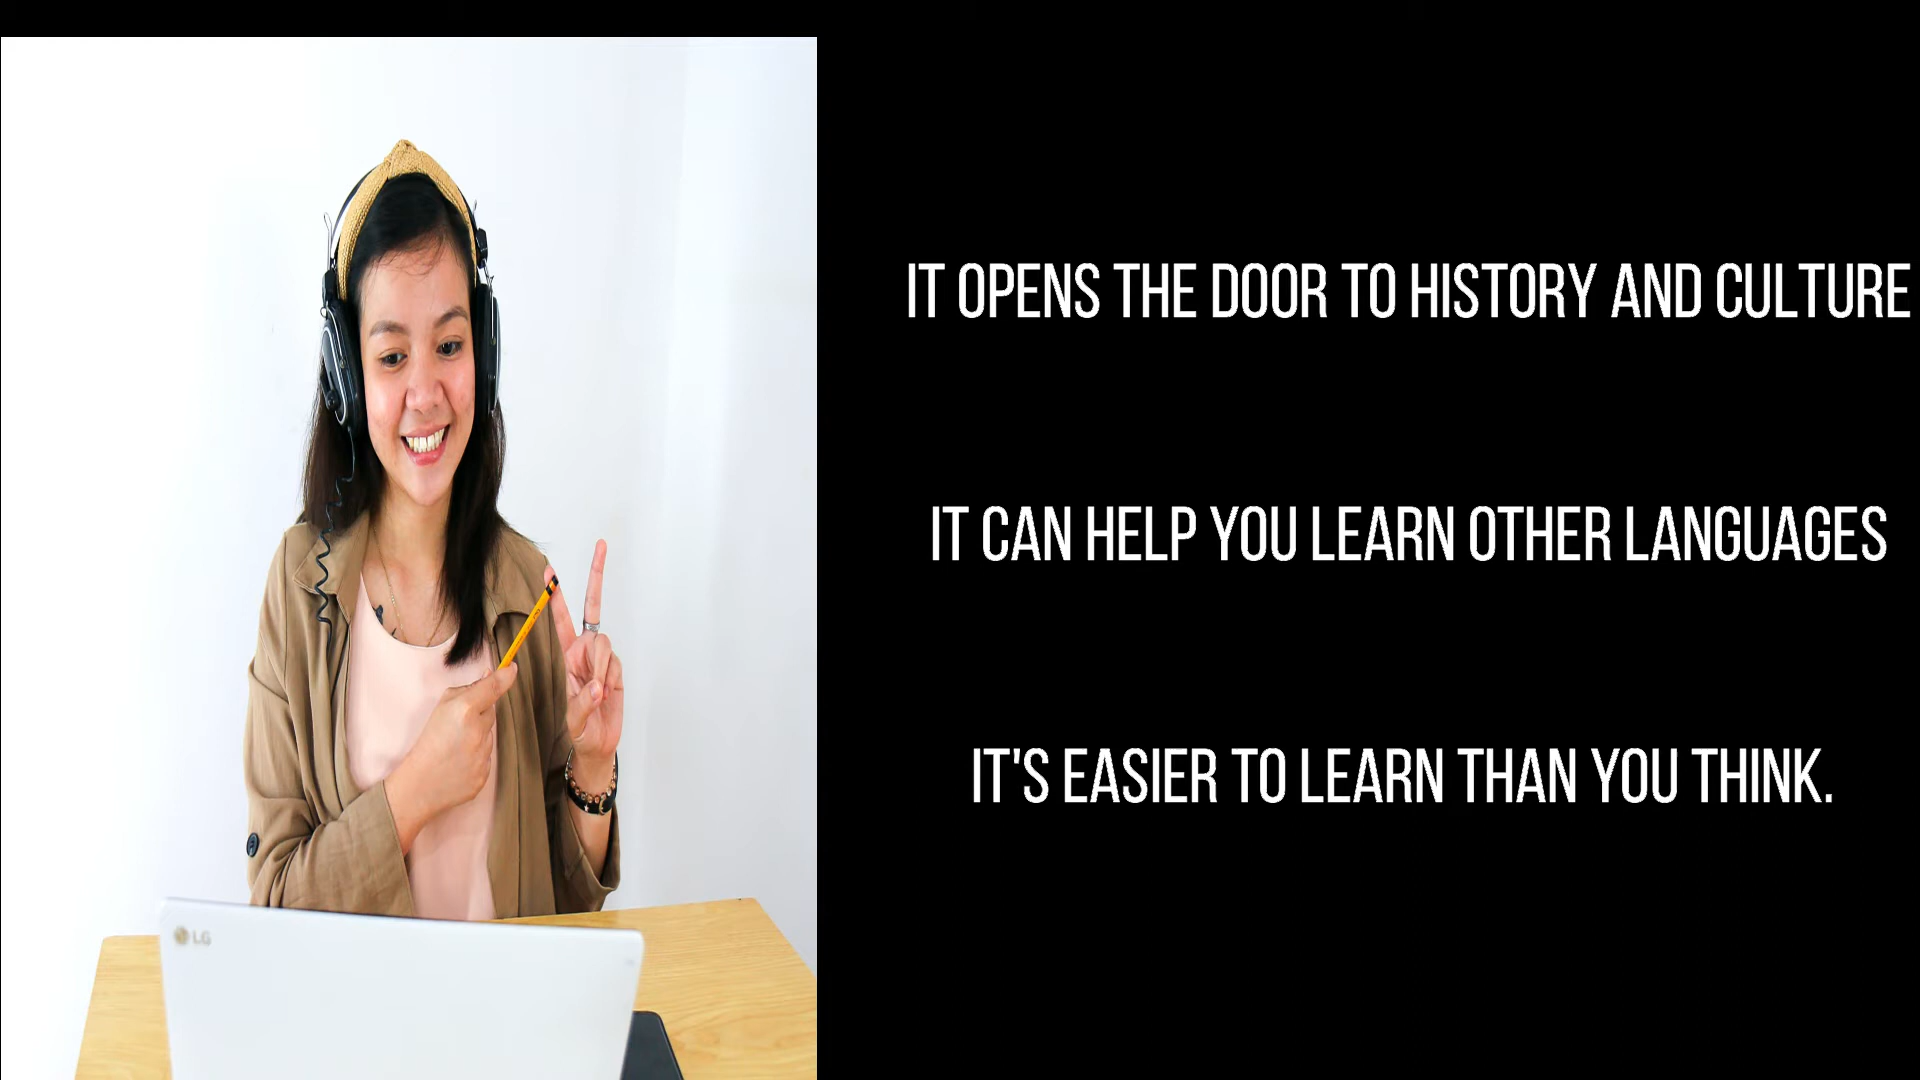 IT OPENS THE DOOR TO HISTORY AND CULTURE
IT CAN HELP YOU LEARN OTHER LANGUAGES
IT'S EASIER TO LEARN THAN YOU THINK.
LG